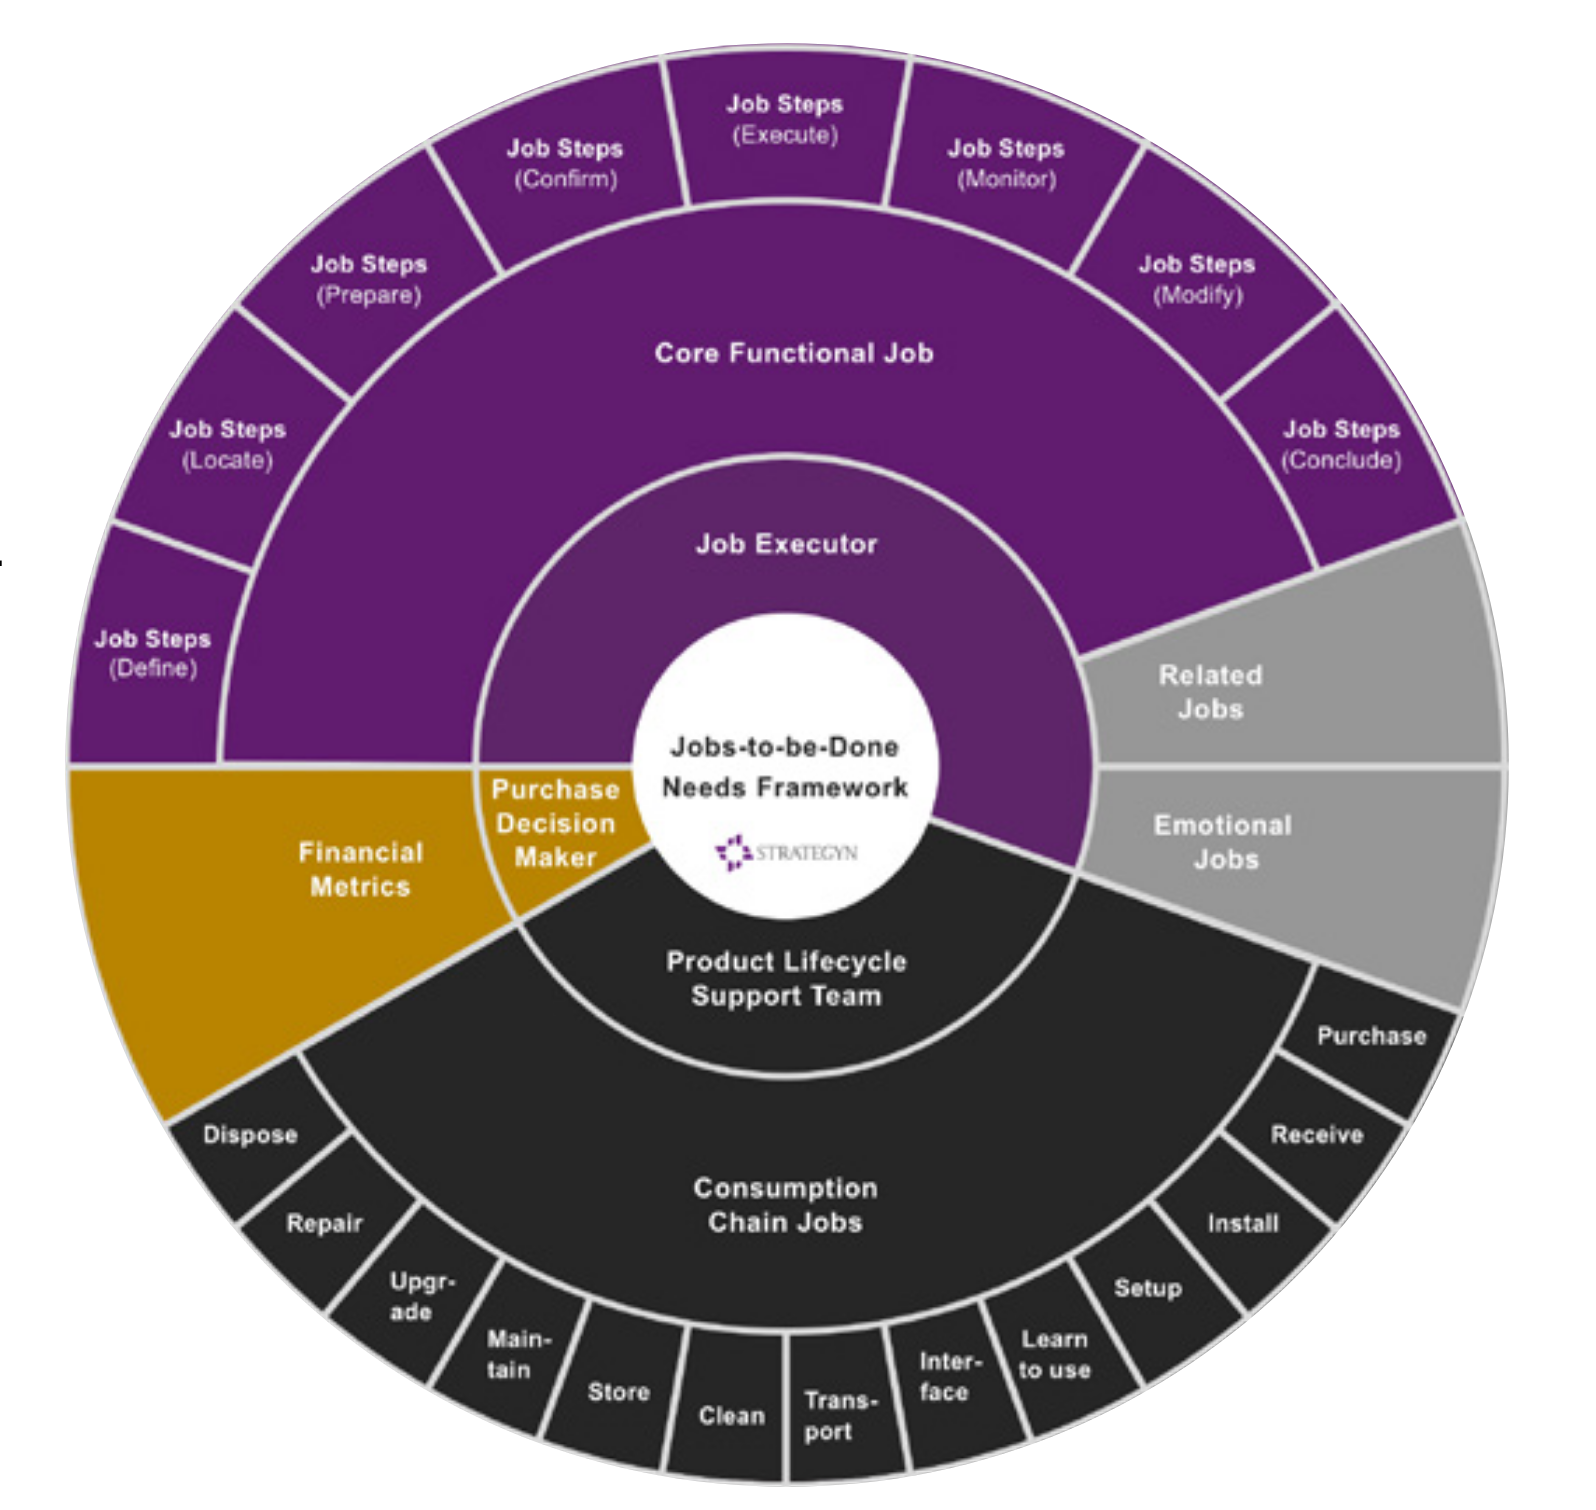 Job Steps
(Execute)
Job Steps
(Confirm)
Job Steps
(Monitor)
Job Steps
(Prepare)
Job Steps
(Modify)
Core Functional Job
Job Steps
(Locate)
Job Steps
(Conclude)
Job Executor
Job Steps
(Define)
Related
Jobs
Jobs-to-be-Done
Needs Framework
STRATEGYN
Purchase
Decision
Maker
Financial
Metrics
Emotional
Jobs
Product Lifecycle
Support Team
Consumption
Chain Jobs
Purchase
Receive
Install
Setup
Learn
to use
Inter-
face
Trans-
port
Clean
Store
Main-
tain
Upgr-
ade
Repair
Dispose